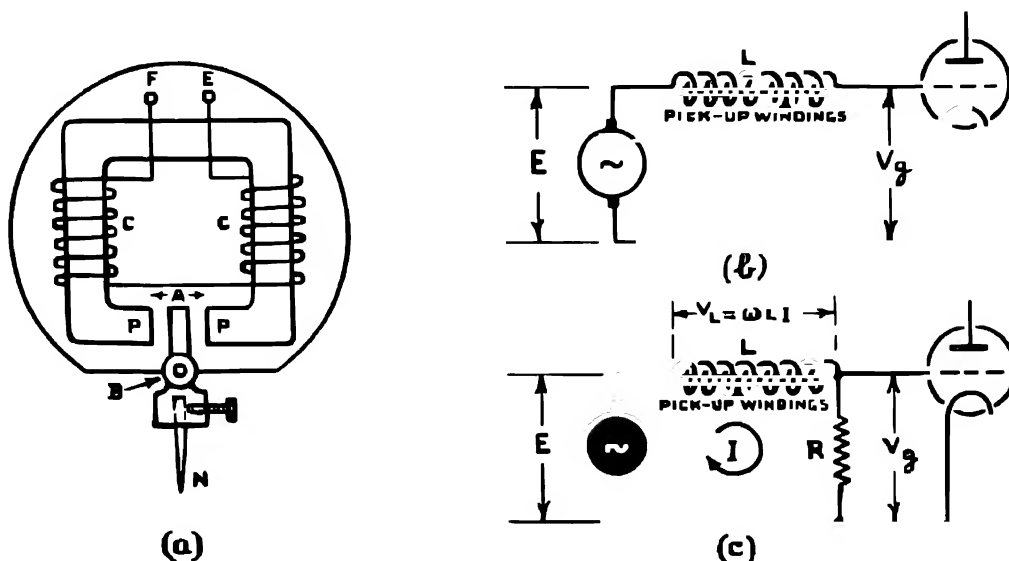 F E
C C
← A →
P P
B
N
(a)
L
PICK-UP WINDINGS
E
~
Vg
(b)
VL = ωLI
L
PICK-UP WINDINGS
E
~
I
R
Vg
(c)